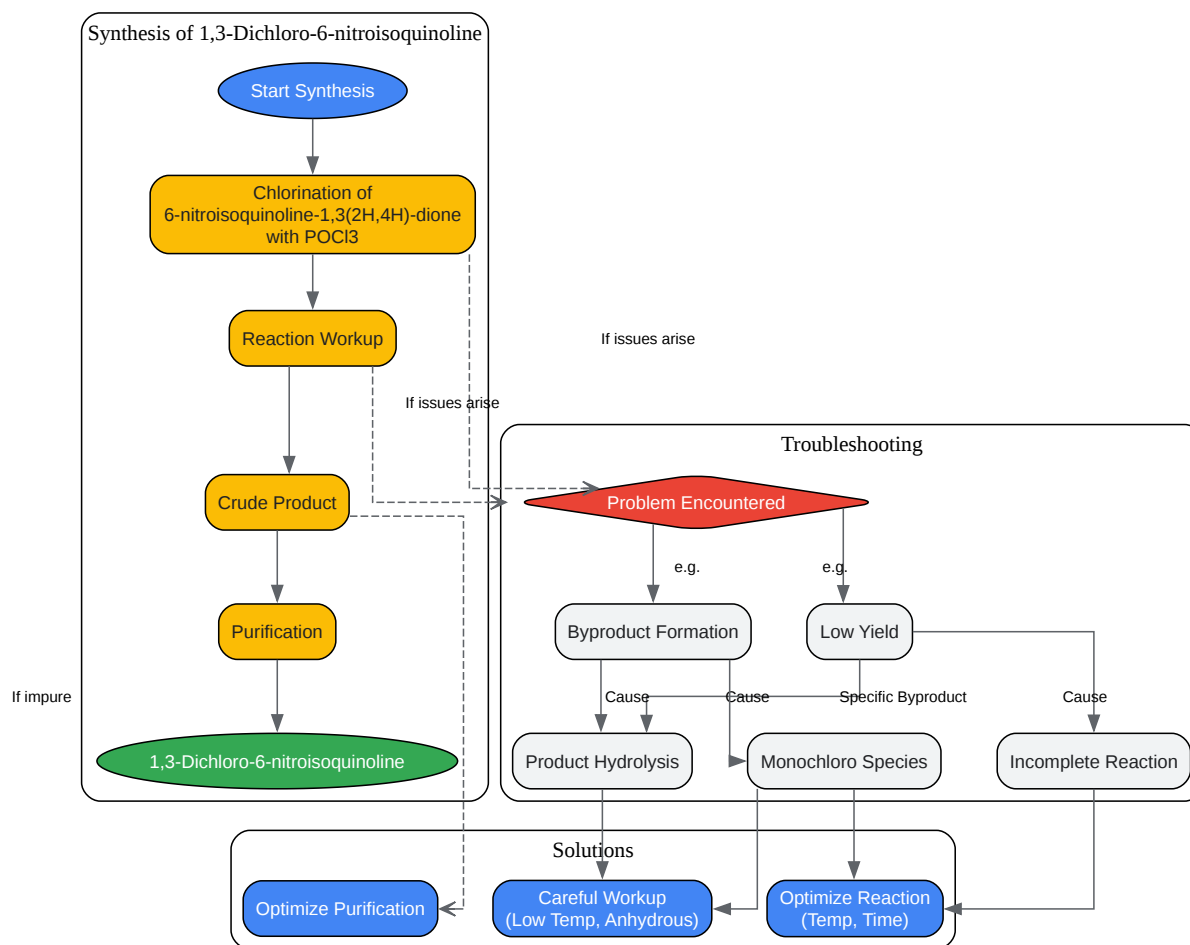 Synthesis of 1,3-Dichloro-6-nitroisoquinoline
Start Synthesis
Chlorination of
6-nitroisoquinoline-1,3(2H,4H)-dione
with POCl3
Reaction Workup
If issues arise
If issues arise
Troubleshooting
Crude Product
Problem Encountered
e.g.
e.g.
Purification
Byproduct Formation
Low Yield
If impure
Cause
Cause
Specific Byproduct
Cause
1,3-Dichloro-6-nitroisoquinoline
Product Hydrolysis
Monochloro Species
Incomplete Reaction
Solutions
Optimize Purification
Careful Workup
(Low Temp, Anhydrous)
Optimize Reaction
(Temp, Time)